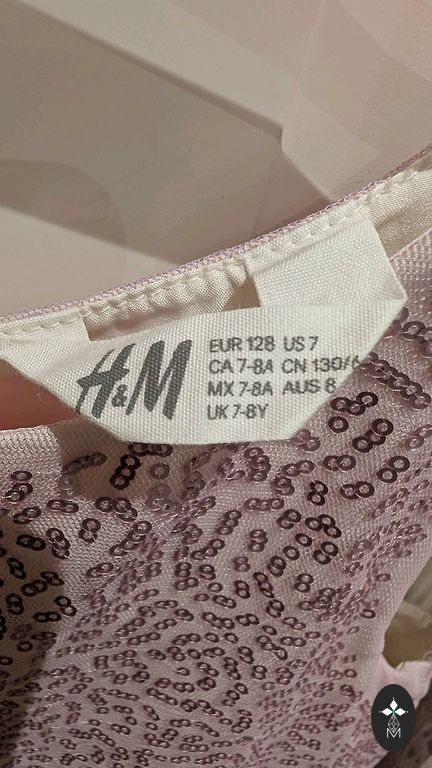 H&M
EUR 128 US 7
CA 7-8A CN 130/
MX 7-8A AUS 8
UK 7-8Y
M